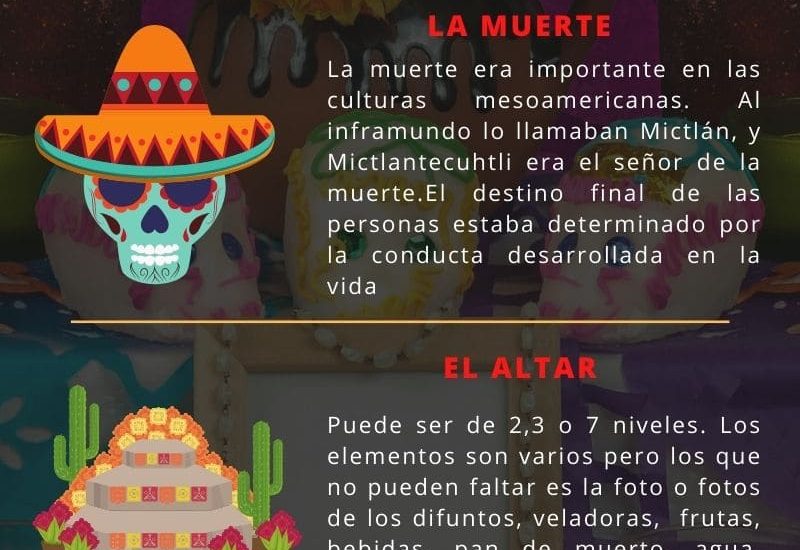 LA MUERTE
La muerte era importante en las
culturas mesoamericanas. Al
inframundo lo llamaban Mictlán, y
Mictlantecuhtli era el señor de la
muerte.El destino final de las
personas estaba determinado por
la conducta desarrollada en la
vida
EL ALTAR
Puede ser de 2,3 o 7 niveles. Los
elementos son varios pero los que
no pueden faltar es la foto o fotos
de los difuntos, veladoras, frutas,
bebidas, pan de muerto, agua,